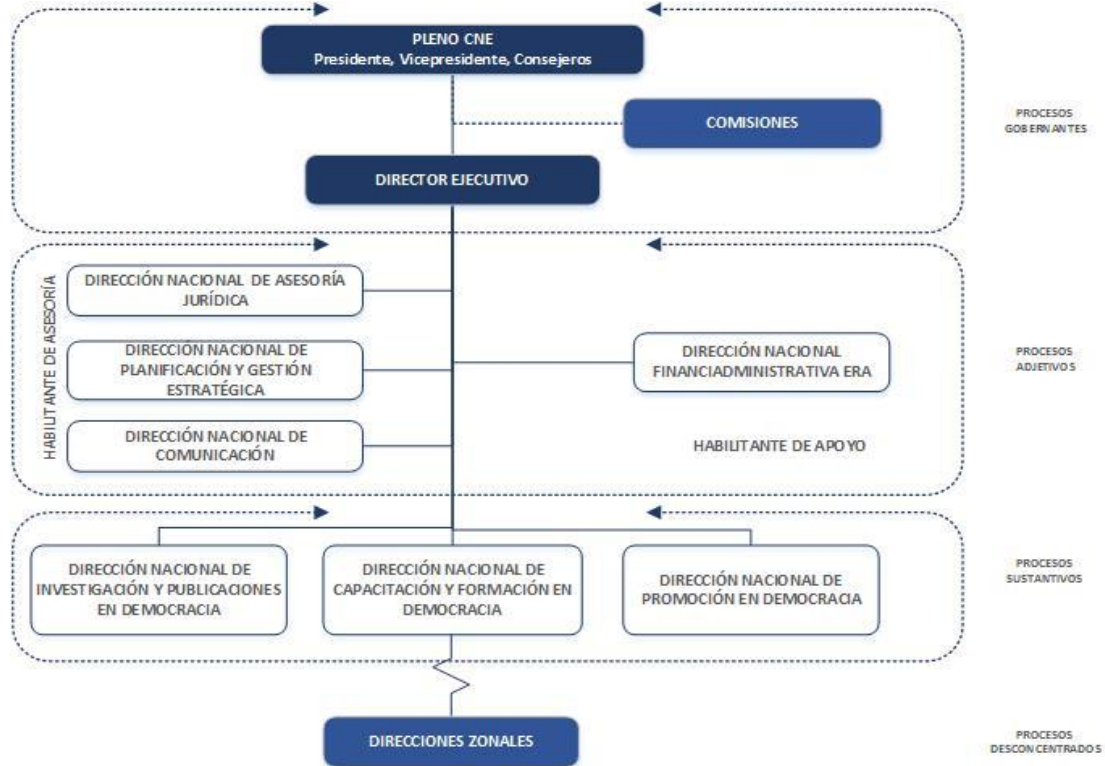 PLENO CNE
Presidente, Vicepresidente, Consejeros
COMISIONES
PROCESOS
GOBERNANTES
DIRECTOR EJECUTIVO
HABILITANTE DE ASESORÍA
DIRECCIÓN NACIONAL DE ASESORÍA
JURÍDICA
DIRECCIÓN NACIONAL DE
PLANIFICACIÓN Y GESTIÓN
ESTRATÉGICA
DIRECCIÓN NACIONAL DE
COMUNICACIÓN
DIRECCIÓN NACIONAL
FINANCIADMINISTRATIVA ERA
HABILITANTE DE APOYO
PROCESOS
ADJETIVOS
DIRECCIÓN NACIONAL DE
INVESTIGACIÓN Y PUBLICACIONES
EN DEMOCRACIA
DIRECCIÓN NACIONAL DE
CAPACITACIÓN Y FORMACIÓN EN
DEMOCRACIA
DIRECCIÓN NACIONAL DE
PROMOCIÓN EN DEMOCRACIA
PROCESOS
SUSTANTIVOS
DIRECCIONES ZONALES
PROCESOS
DESCONCENTRADOS